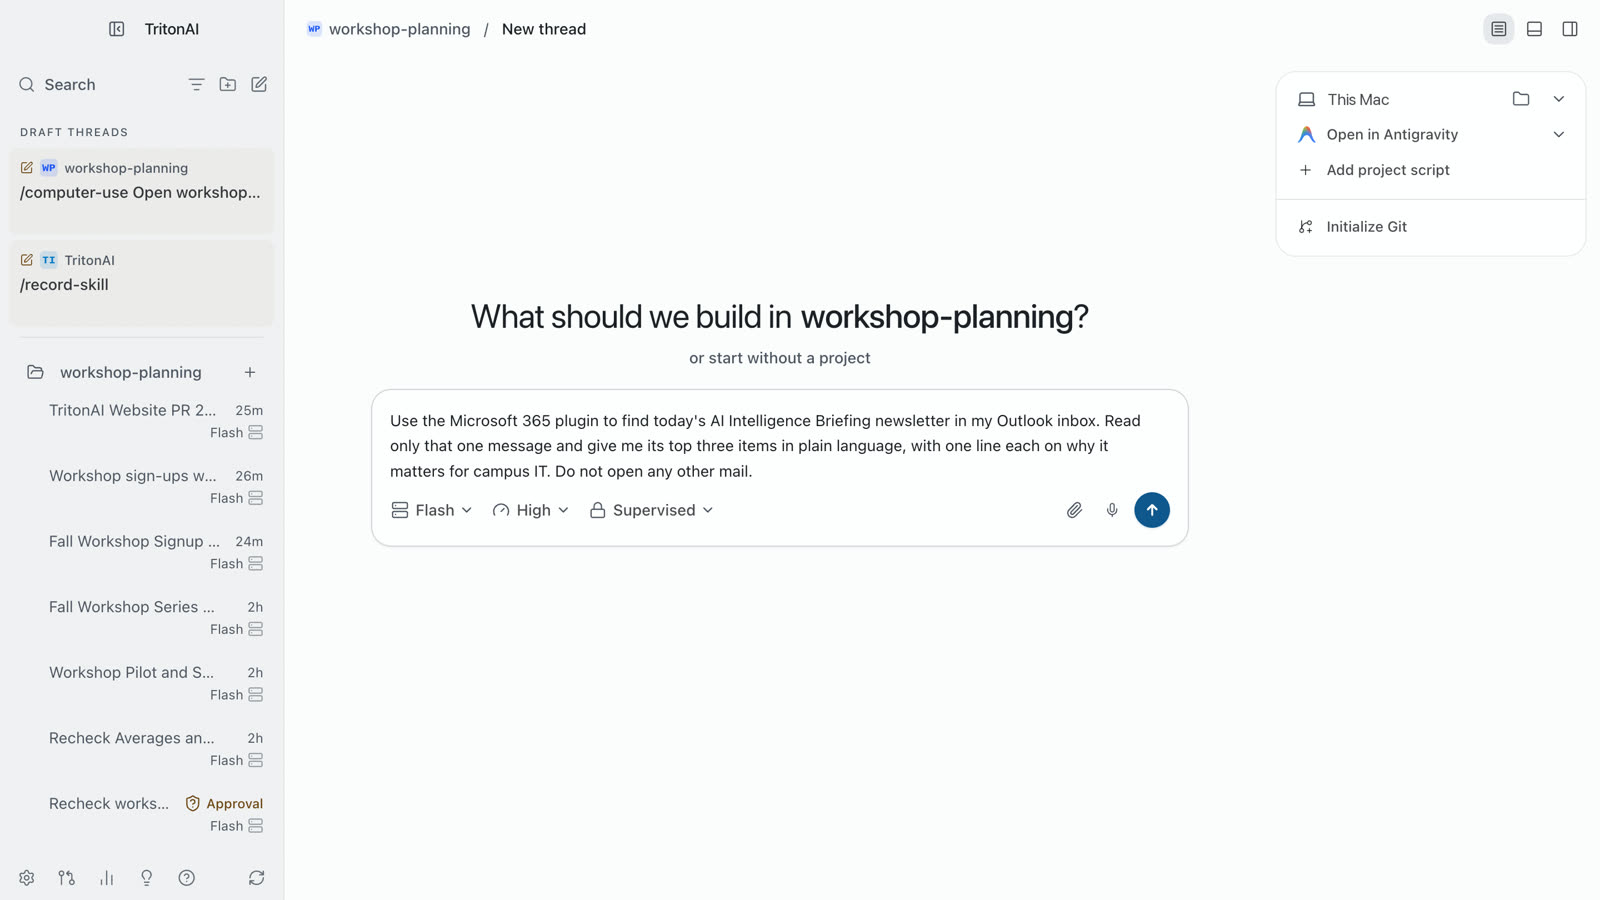 TritonAI
Search
DRAFT THREADS
WP workshop-planning
/computer-use Open workshop...
TI TritonAI
/record-skill
workshop-planning
TritonAI Website PR 2... 25m
Flash
Workshop sign-ups w... 26m
Flash
Fall Workshop Signup ... 24m
Flash
Fall Workshop Series ... 2h
Flash
Workshop Pilot and S... 2h
Flash
Recheck Averages an... 2h
Flash
Recheck works... Approval
Flash
WP workshop-planning / New thread
This Mac
Open in Antigravity
Add project script
Initialize Git
What should we build in workshop-planning?
or start without a project
Use the Microsoft 365 plugin to find today's AI Intelligence Briefing newsletter in my Outlook inbox. Read
only that one message and give me its top three items in plain language, with one line each on why it
matters for campus IT. Do not open any other mail.
Flash High Supervised